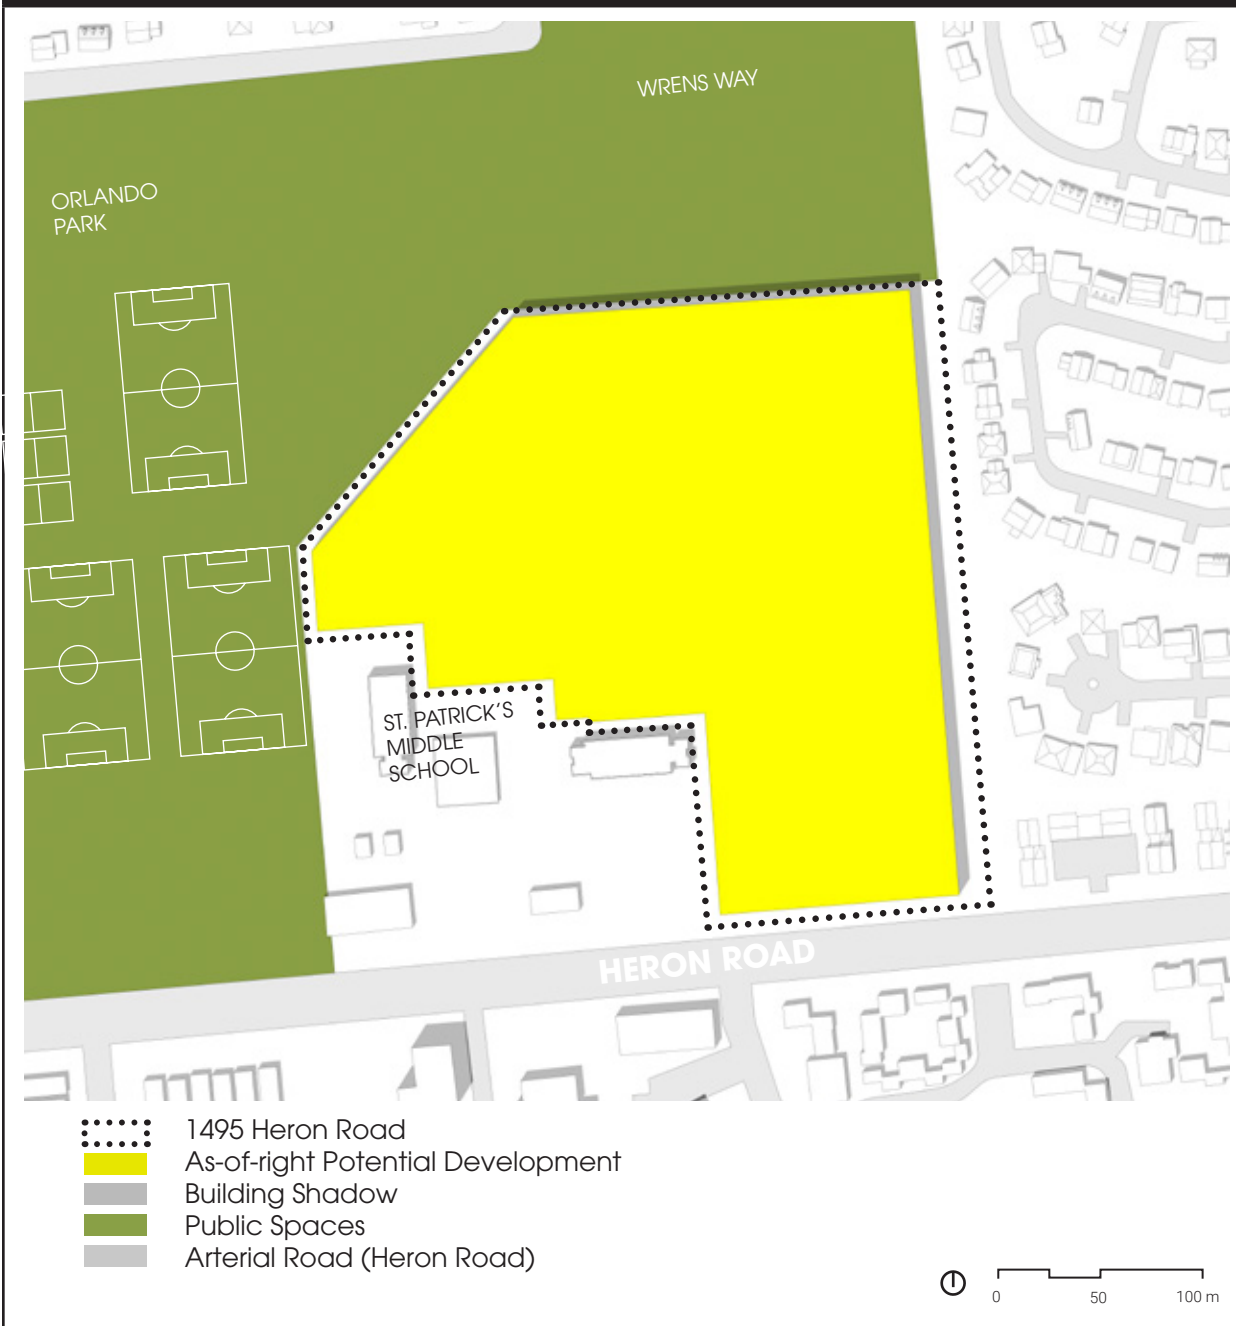 WRENS WAY
ORLANDO
PARK
ST. PATRICK'S
MIDDLE
SCHOOL
HERON ROAD
1495 Heron Road
As-of-right Potential Development
Building Shadow
Public Spaces
Arterial Road (Heron Road)
0 50 100 m